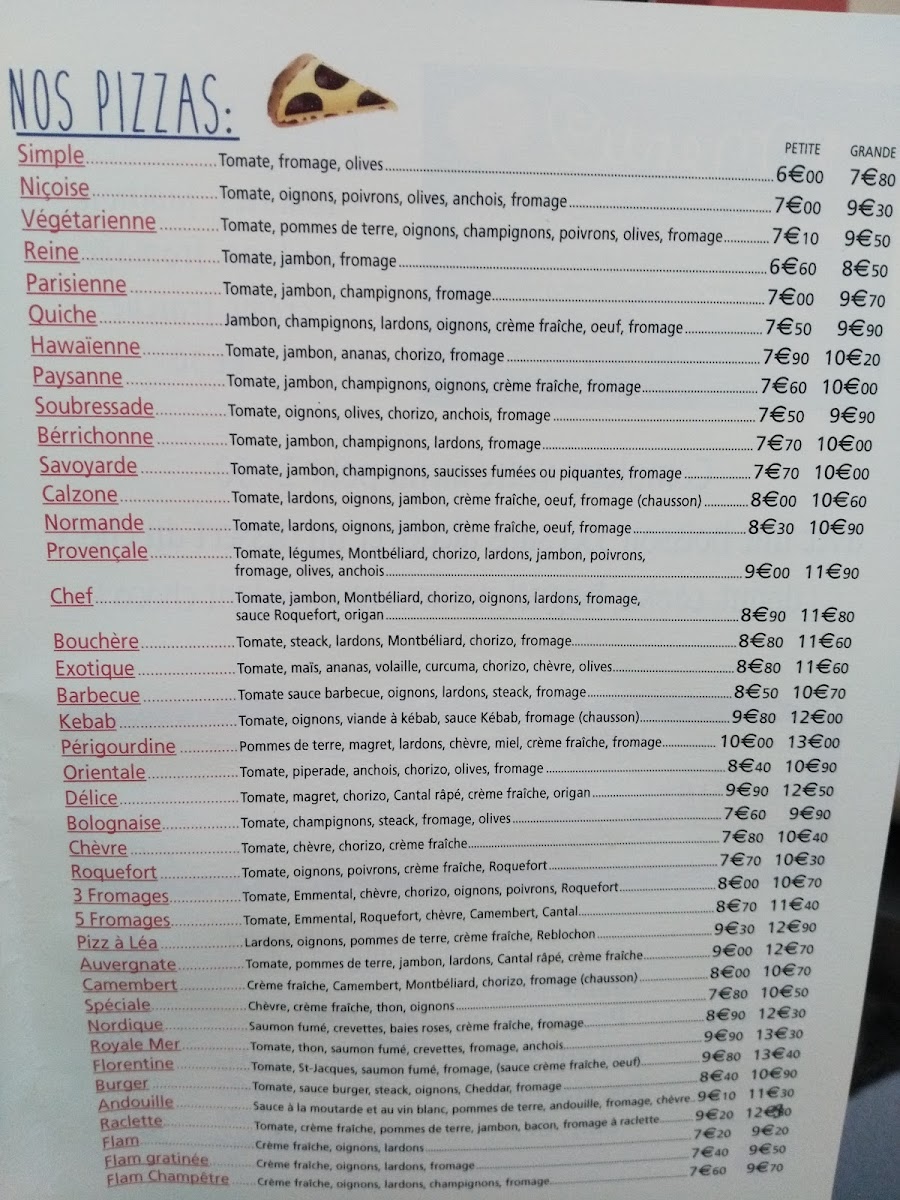 NOS PIZZAS:
PETITE GRANDE
Simple Tomate, fromage, olives 6€00 7€80
Niçoise Tomate, oignons, poivrons, olives, anchois, fromage 7€00 9€30
Végétarienne Tomate, pommes de terre, oignons, champignons, poivrons, olives, fromage 7€10 9€50
Reine Tomate, jambon, fromage 6€60 8€50
Parisienne Tomate, jambon, champignons, fromage 7€00 9€70
Quiche Jambon, champignons, lardons, oignons, crème fraîche, oeuf, fromage 7€50 9€90
Hawaïenne Tomate, jambon, ananas, chorizo, fromage 7€90 10€20
Paysanne Tomate, jambon, champignons, oignons, crème fraîche, fromage 7€60 10€00
Soubressade Tomate, oignons, olives, chorizo, anchois, fromage 7€50 9€90
Bérrichonne Tomate, jambon, champignons, lardons, fromage 7€70 10€00
Savoyarde Tomate, jambon, champignons, saucisses fumées ou piquantes, fromage 7€70 10€00
Calzone Tomate, lardons, oignons, jambon, crème fraîche, oeuf, fromage (chausson) 8€00 10€60
Normande Tomate, lardons, oignons, jambon, crème fraîche, oeuf, fromage 8€30 10€90
Provençale Tomate, légumes, Montbéliard, chorizo, lardons, jambon, poivrons,
fromage, olives, anchois 9€00 11€90
Chef Tomate, jambon, Montbéliard, chorizo, oignons, lardons, fromage,
sauce Roquefort, origan 8€90 11€80
Bouchère Tomate, steack, lardons, Montbéliard, chorizo, fromage 8€80 11€60
Exotique Tomate, maïs, ananas, volaille, curcuma, chorizo, chèvre, olives 8€80 11€60
Barbecue Tomate sauce barbecue, oignons, lardons, steack, fromage 8€50 10€70
Kebab Tomate, oignons, viande à kébab, sauce Kébab, fromage (chausson) 9€80 12€00
Périgourdine Pommes de terre, magret, lardons, chèvre, miel, crème fraîche, fromage 10€00 13€00
Orientale Tomate, piperade, anchois, chorizo, olives, fromage 8€40 10€90
Délice Tomate, magret, chorizo, Cantal râpé, crème fraîche, origan 9€90 12€50
Bolognaise Tomate, champignons, steack, fromage, olives 7€60 9€90
Chèvre Tomate, chèvre, chorizo, crème fraîche 7€80 10€40
Roquefort Tomate, oignons, poivrons, crème fraîche, Roquefort 7€70 10€30
3 Fromages Tomate, Emmental, chèvre, chorizo, oignons, poivrons, Roquefort 8€00 10€70
5 Fromages Tomate, Emmental, Roquefort, chèvre, Camembert, Cantal 8€70 11€40
Pizz à Léa Lardons, oignons, pommes de terre, crème fraîche, Reblochon 9€30 12€90
Auvergnate Tomate, pommes de terre, jambon, lardons, Cantal râpé, crème fraîche 9€00 12€70
Camembert Crème fraîche, Camembert, Montbéliard, chorizo, fromage (chausson) 8€00 10€70
Spéciale Chèvre, crème fraîche, thon, oignons 7€80 10€50
Nordique Saumon fumé, crevettes, baies roses, crème fraîche, fromage 8€90 12€30
Royale Mer Tomate, thon, saumon fumé, crevettes, fromage, anchois 9€90 13€30
Florentine Tomate, St-Jacques, saumon fumé, fromage, (sauce crème fraîche, oeuf) 9€80 13€40
Burger Tomate, sauce burger, steack, oignons, Cheddar, fromage 8€40 10€90
Andouille Sauce à la moutarde et au vin blanc, pommes de terre, andouille, fromage, chèvre 9€10 11€30
Raclette Tomate, crème fraîche, pommes de terre, jambon, bacon, fromage à raclette 9€20
Flam Crème fraîche, oignons, lardons 7€20 9€20
Flam gratinée Crème fraîche, oignons, lardons, fromage 7€40 9€50
Flam Champêtre Crème fraîche, oignons, lardons, champignons, fromage 7€60 9€70